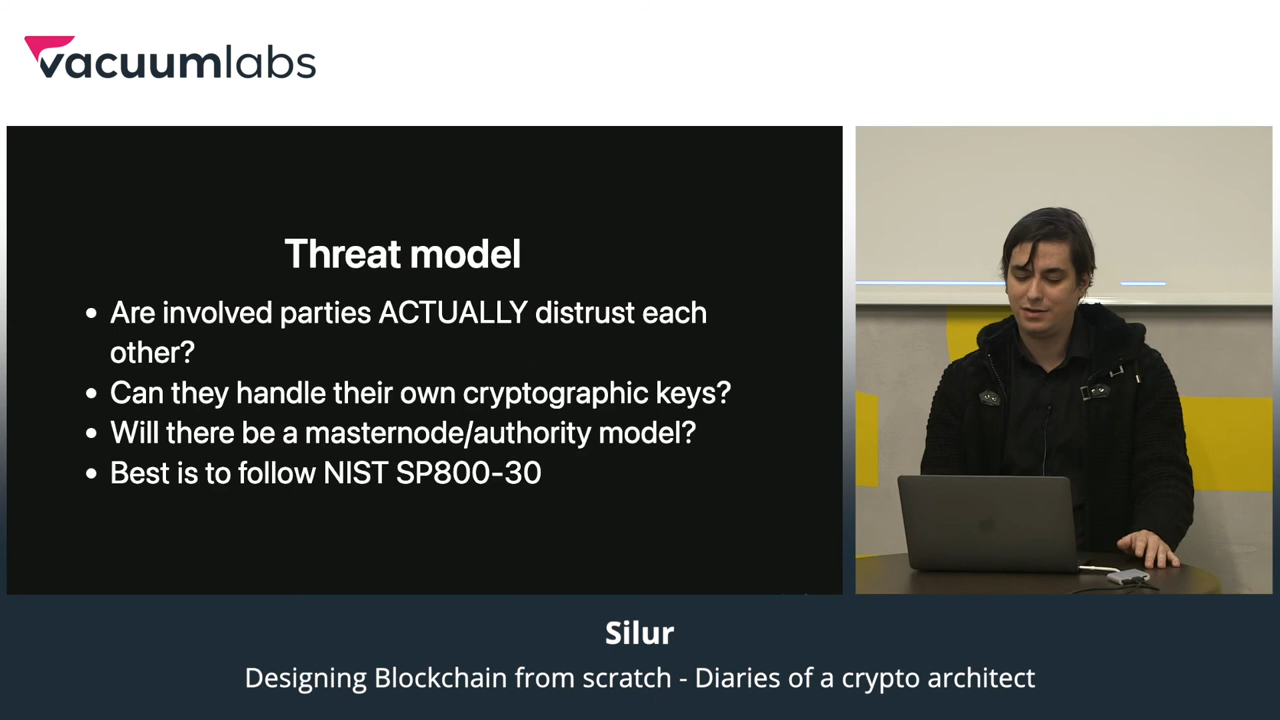 vacuumlabs
Threat model
• Are involved parties ACTUALLY distrust each
other?
• Can they handle their own cryptographic keys?
• Will there be a masternode/authority model?
• Best is to follow NIST SP800-30
Silur
Designing Blockchain from scratch - Diaries of a crypto architect